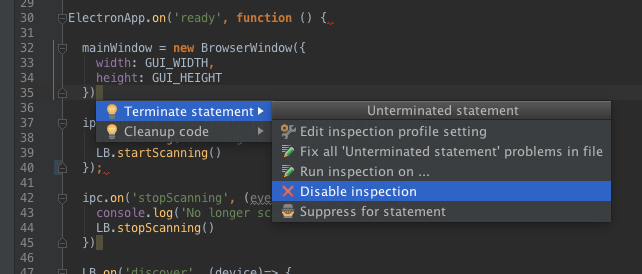 29
30 ElectronApp.on('ready', function () {
31
32 mainWindow = new BrowserWindow({
33 width: GUI_WIDTH,
34 height: GUI_HEIGHT
35 })
36 Terminate statement Unterminated statement
37 ip
Cleanup code Edit inspection profile setting
38 Fix all 'Unterminated statement' problems in file
39 LB.startScanning()
40 });
Run inspection on ...
41 Disable inspection
42 ipc.on('stopScanning', (eve
Suppress for statement
43 console.log('No longer sc
44 LB.stopScanning()
45 })
46
47 LB.on('discover', (device)=> {